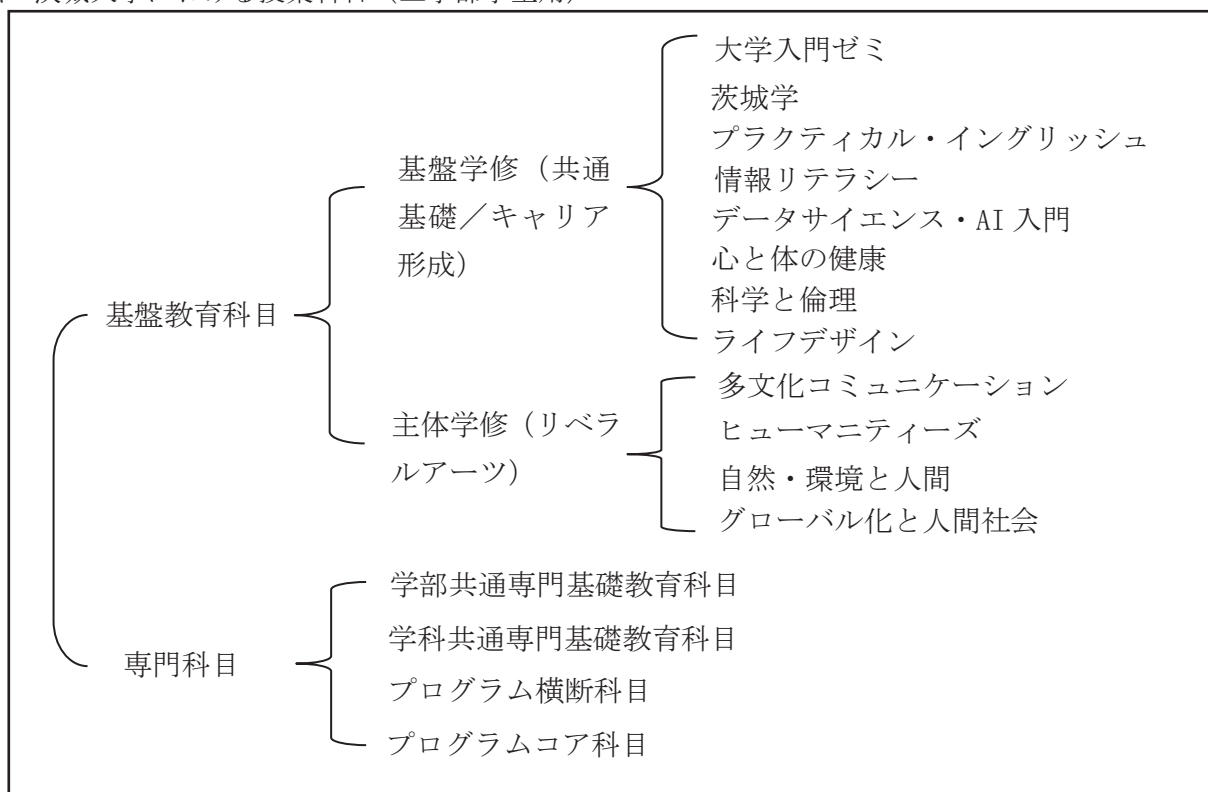 大学入門ゼミ
茨城学
プラクティカル・イングリッシュ
基盤学修（共通
基礎／キャリア
形成）
情報リテラシー
データサイエンス・AI 入門
心と体の健康
科学と倫理
ライフデザイン
基盤教育科目
主体学修（リベラ
ルアーツ）
多文化コミュニケーション
ヒューマニティーズ
自然・環境と人間
グローバル化と人間社会
専門科目
学部共通専門基礎教育科目
学科共通専門基礎教育科目
プログラム横断科目
プログラムコア科目